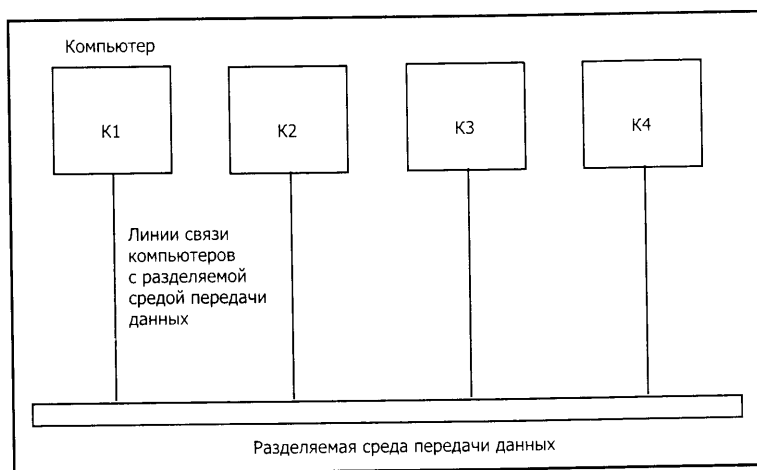 Компьютер
К1
К2
К3
К4
Линии связи
компьютеров
с разделяемой
средой передачи
данных
Разделяемая среда передачи данных